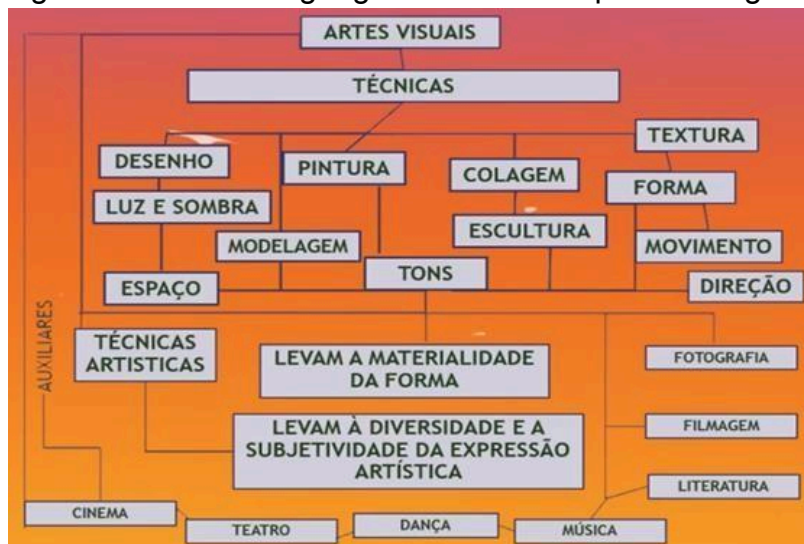 ARTES VISUAIS
TÉCNICAS
TEXTURA
DESENHO
PINTURA
COLAGEM
FORMA
LUZ E SOMBRA
MODELAGEM
ESCULTURA
MOVIMENTO
ESPAÇO
TONS
DIREÇÃO
AUXILIARES
TÉCNICAS
ARTISTICAS
LEVAM A MATERIALIDADE
DA FORMA
FOTOGRAFIA
LEVAM À DIVERSIDADE E A
SUBJETIVIDADE DA EXPRESSÃO
ARTÍSTICA
FILMAGEM
LITERATURA
CINEMA
TEATRO
DANÇA
MÚSICA